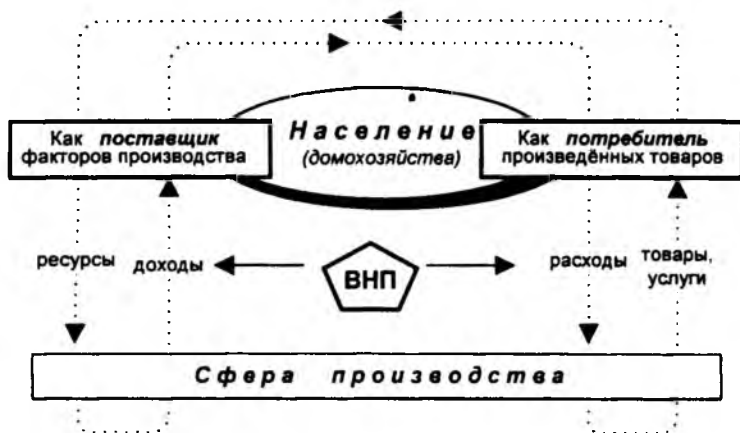 Население
(домохозяйства)
Как поставщик
факторов производства
Как потребитель
произведённых товаров
ресурсы
доходы
ВНП
расходы
товары,
услуги
Сфера производства